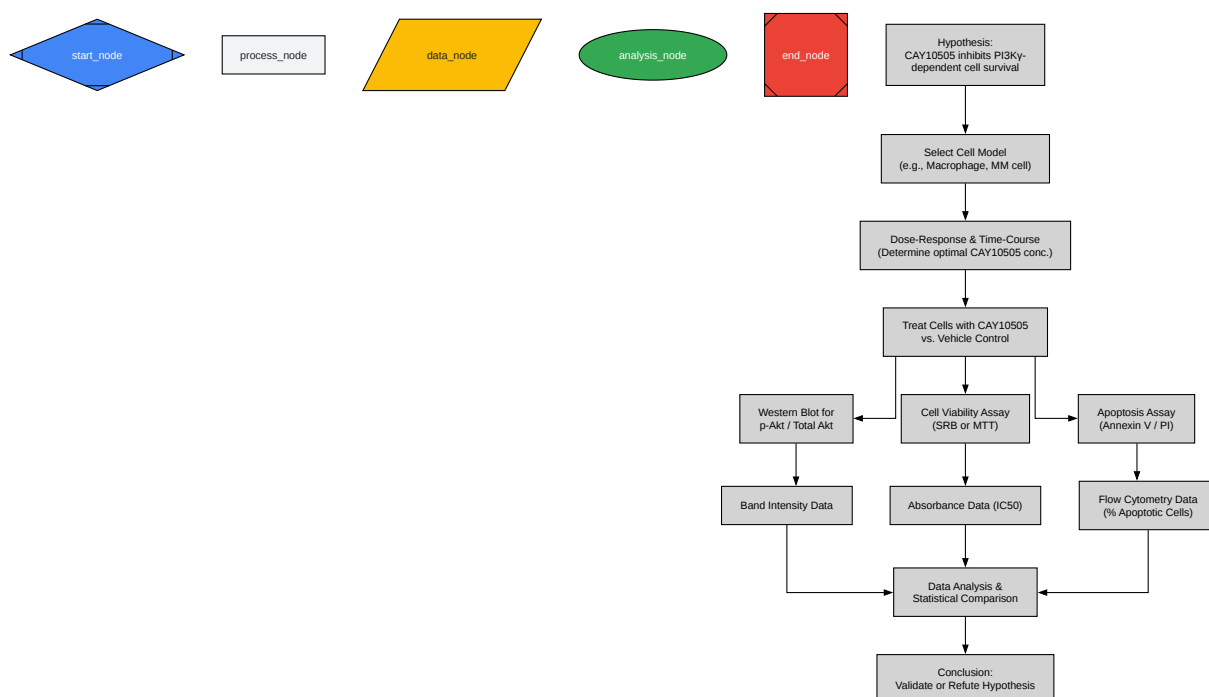 start_node
process_node
data_node
analysis_node
end_node
Hypothesis:
CAY10505 inhibits PI3Kγ-
dependent cell survival
Select Cell Model
(e.g., Macrophage, MM cell)
Dose-Response & Time-Course
(Determine optimal CAY10505 conc.)
Treat Cells with CAY10505
vs. Vehicle Control
Western Blot for
p-Akt / Total Akt
Cell Viability Assay
(SRB or MTT)
Apoptosis Assay
(Annexin V / PI)
Band Intensity Data
Absorbance Data (IC50)
Flow Cytometry Data
(% Apoptotic Cells)
Data Analysis &
Statistical Comparison
Conclusion:
Validate or Refute Hypothesis